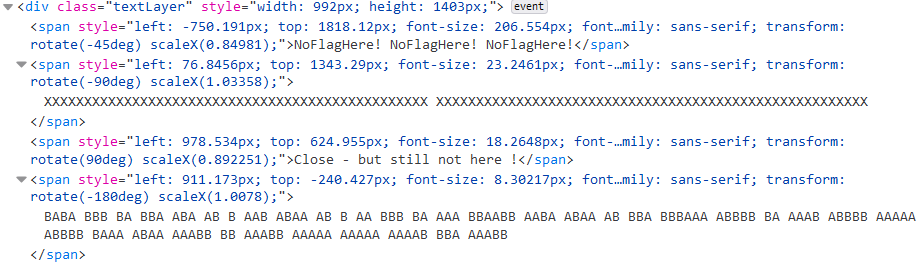 <div class="textLayer" style="width: 992px; height: 1403px;"> event
<span style="left: -750.191px; top: 1818.12px; font-size: 206.554px; font-…mily: sans-serif; transform:
rotate(-45deg) scaleX(0.84981);">NoFlagHere! NoFlagHere! NoFlagHere!</span>
<span style="left: 76.8456px; top: 1343.29px; font-size: 23.2461px; font-…mily: sans-serif; transform:
rotate(-90deg) scaleX(1.03358);">
XXXXXXXXXXXXXXXXXXXXXXXXXXXXXXXXXXXXXXXXXXXXXXXX XXXXXXXXXXXXXXXXXXXXXXXXXXXXXXXXXXXXXXXXXXXXXXXXXXXXXX
</span>
<span style="left: 978.534px; top: 624.955px; font-size: 18.2648px; font-…mily: sans-serif; transform:
rotate(90deg) scaleX(0.892251);">Close - but still not here !</span>
<span style="left: 911.173px; top: -240.427px; font-size: 8.30217px; font-…mily: sans-serif; transform:
rotate(-180deg) scaleX(1.0078);">
BABA BBB BA BBA ABA AB B AAB ABAA AB B AA BBB BA AAA BBAABB AABA ABAA AB BBA BBBAAA ABBBB BA AAAB ABBBB AAAAA
ABBBB BAAA ABAA AAABB BB AAABB AAAAA AAAAA AAAAB BBA AAABB
</span>